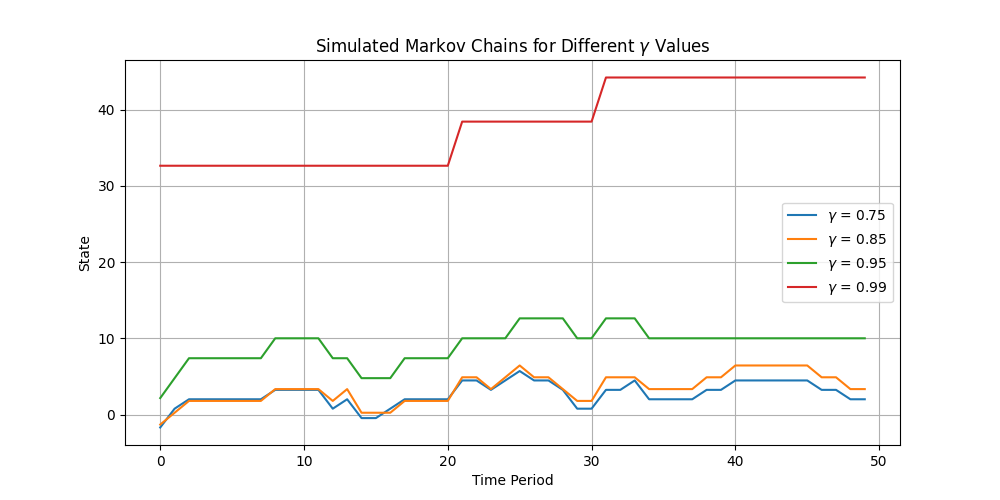 Simulated Markov Chains for Different γ Values
State
40
30
20
10
0
γ = 0.75
γ = 0.85
γ = 0.95
γ = 0.99
0 10 20 30 40 50
Time Period